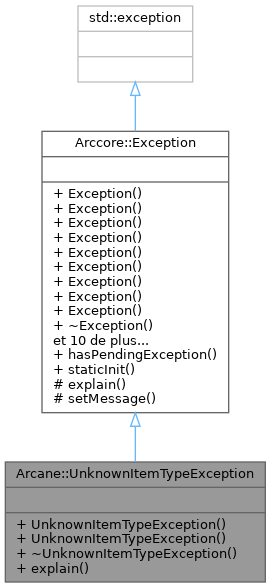 std::exception
Arccore::Exception
+ Exception()
+ Exception()
+ Exception()
+ Exception()
+ Exception()
+ Exception()
+ Exception()
+ Exception()
+ Exception()
+ ~Exception()
et 10 de plus...
+ hasPendingException()
+ staticInit()
# explain()
# setMessage()
Arcane::UnknownItemTypeException
+ UnknownItemTypeException()
+ UnknownItemTypeException()
+ ~UnknownItemTypeException()
+ explain()